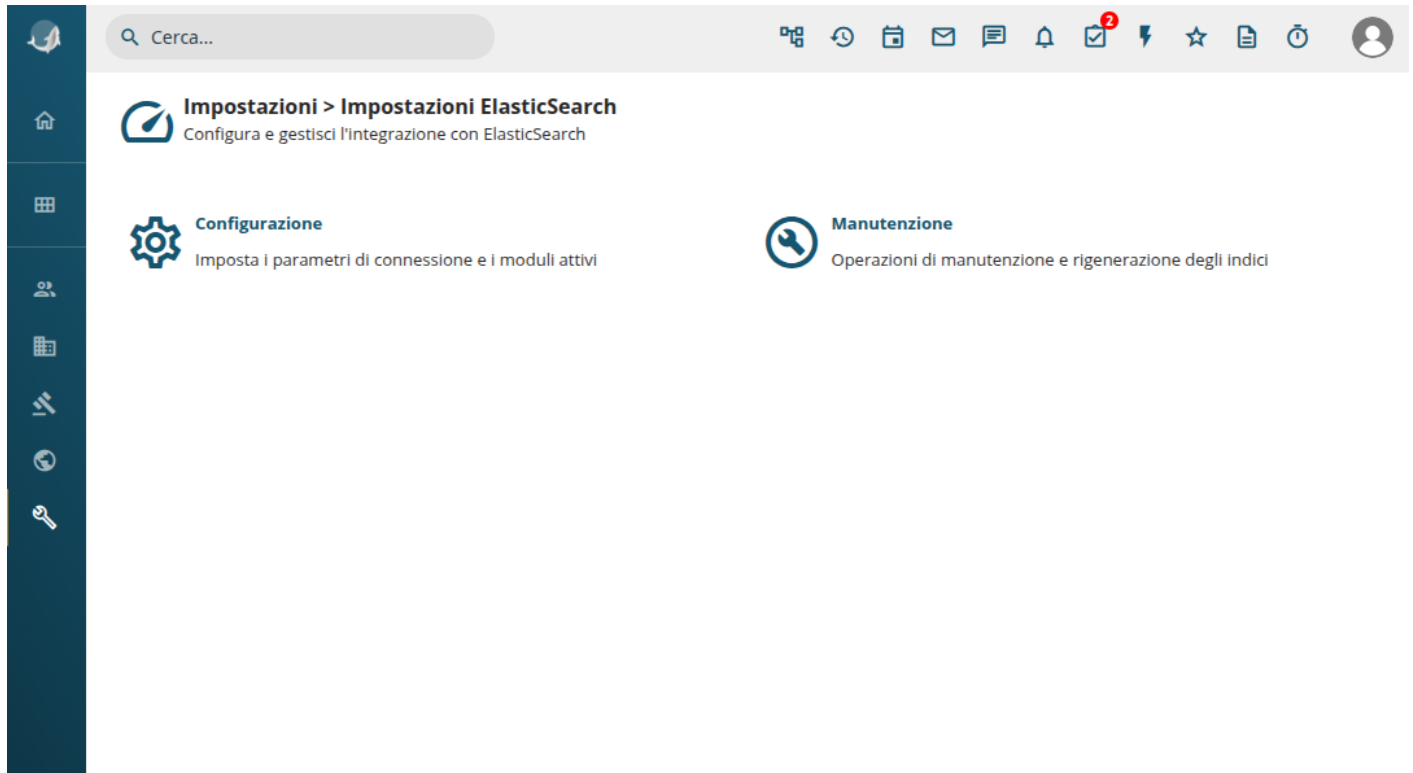 Cerca...
2
Impostazioni > Impostazioni ElasticSearch
Configura e gestisci l'integrazione con ElasticSearch
Configurazione
Imposta i parametri di connessione e i moduli attivi
Manutenzione
Operazioni di manutenzione e rigenerazione degli indici